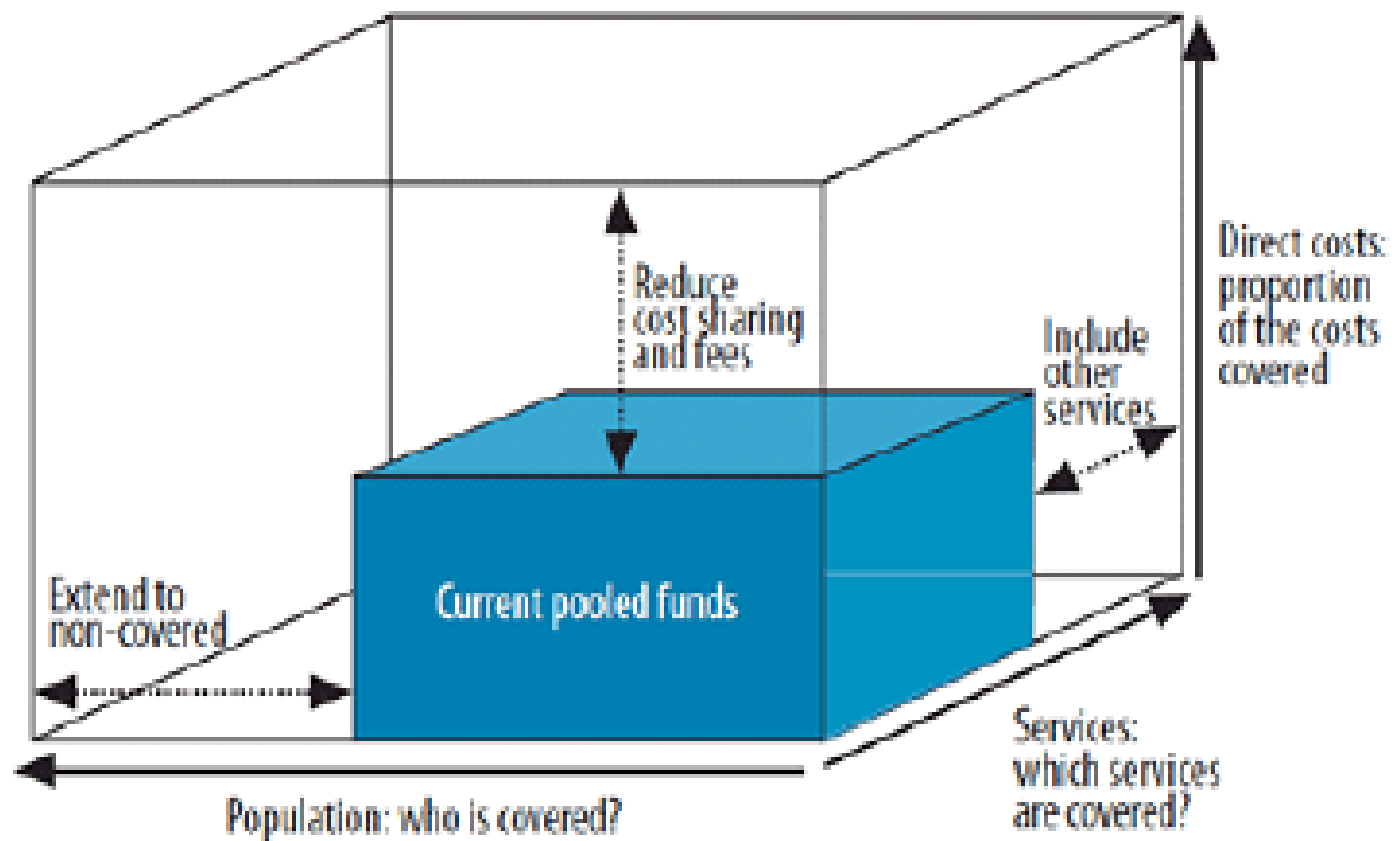 Reduce
cost sharing
and fees
Direct costs:
proportion
of the costs
covered
Include
other
services
Extend to
non-covered
Current pooled funds
Services:
which services
are covered?
Population: who is covered?